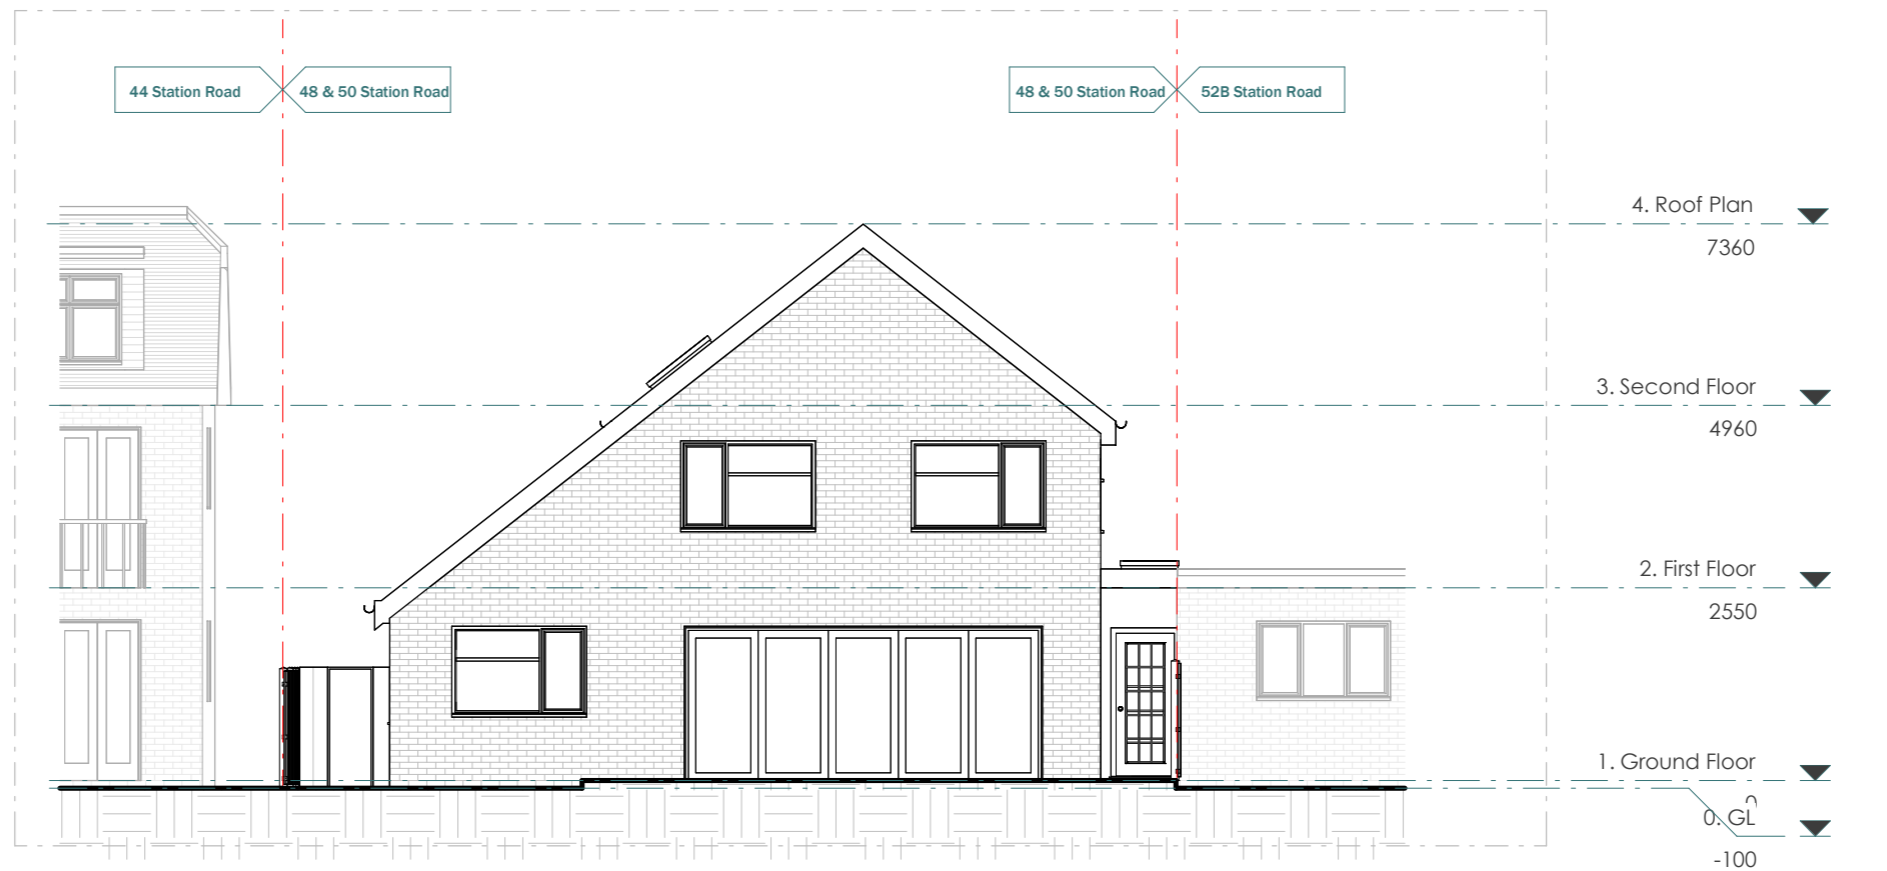 44 Station Road
48 & 50 Station Road
48 & 50 Station Road
52B Station Road
4. Roof Plan
7360
3. Second Floor
4960
2. First Floor
2550
1. Ground Floor
0
0. GL
-100